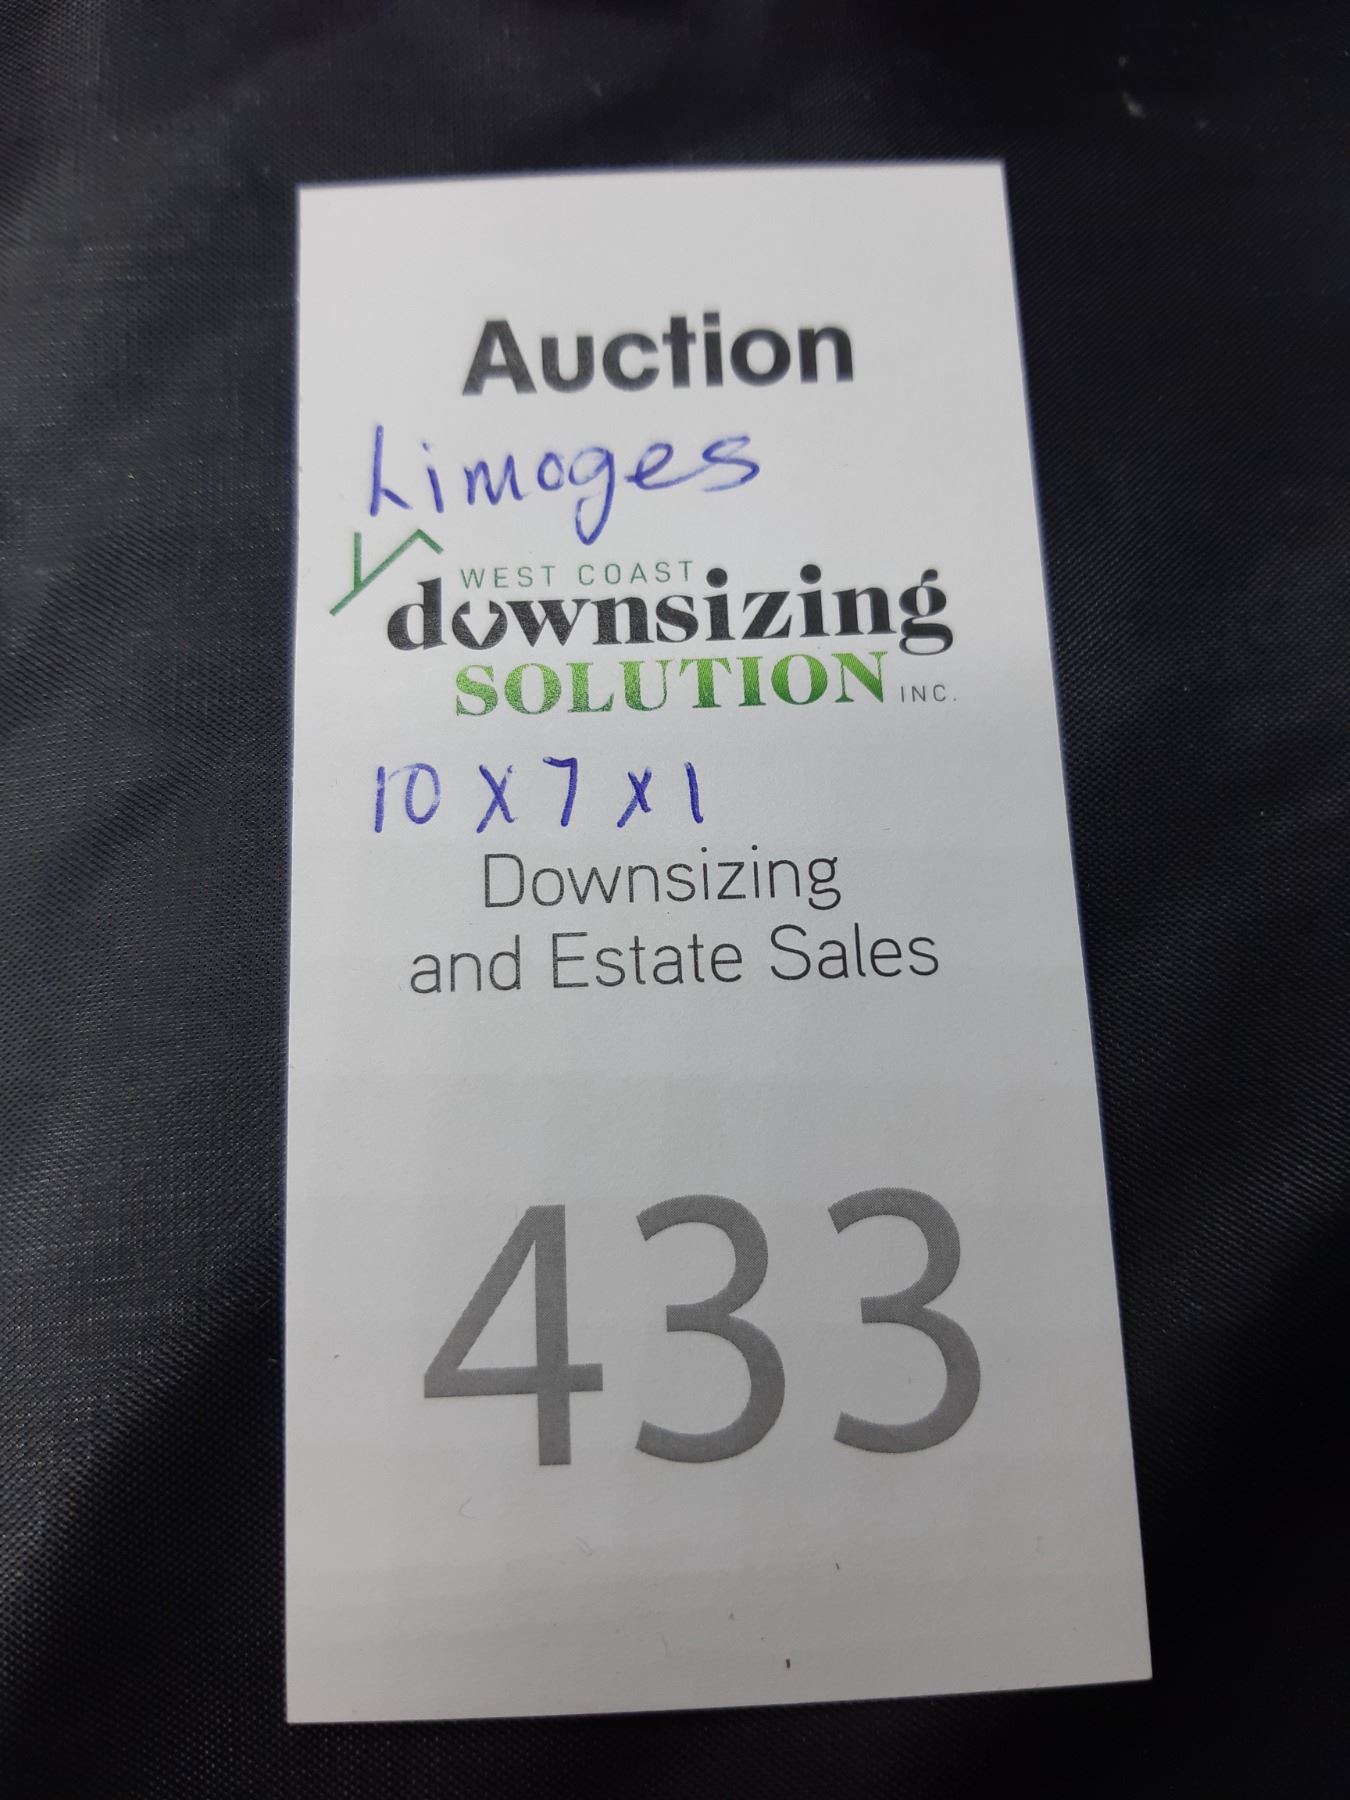 Auction
Limoges
WEST COAST
downsizing
SOLUTION INC.
10 x 7 x 1
Downsizing
and Estate Sales
433